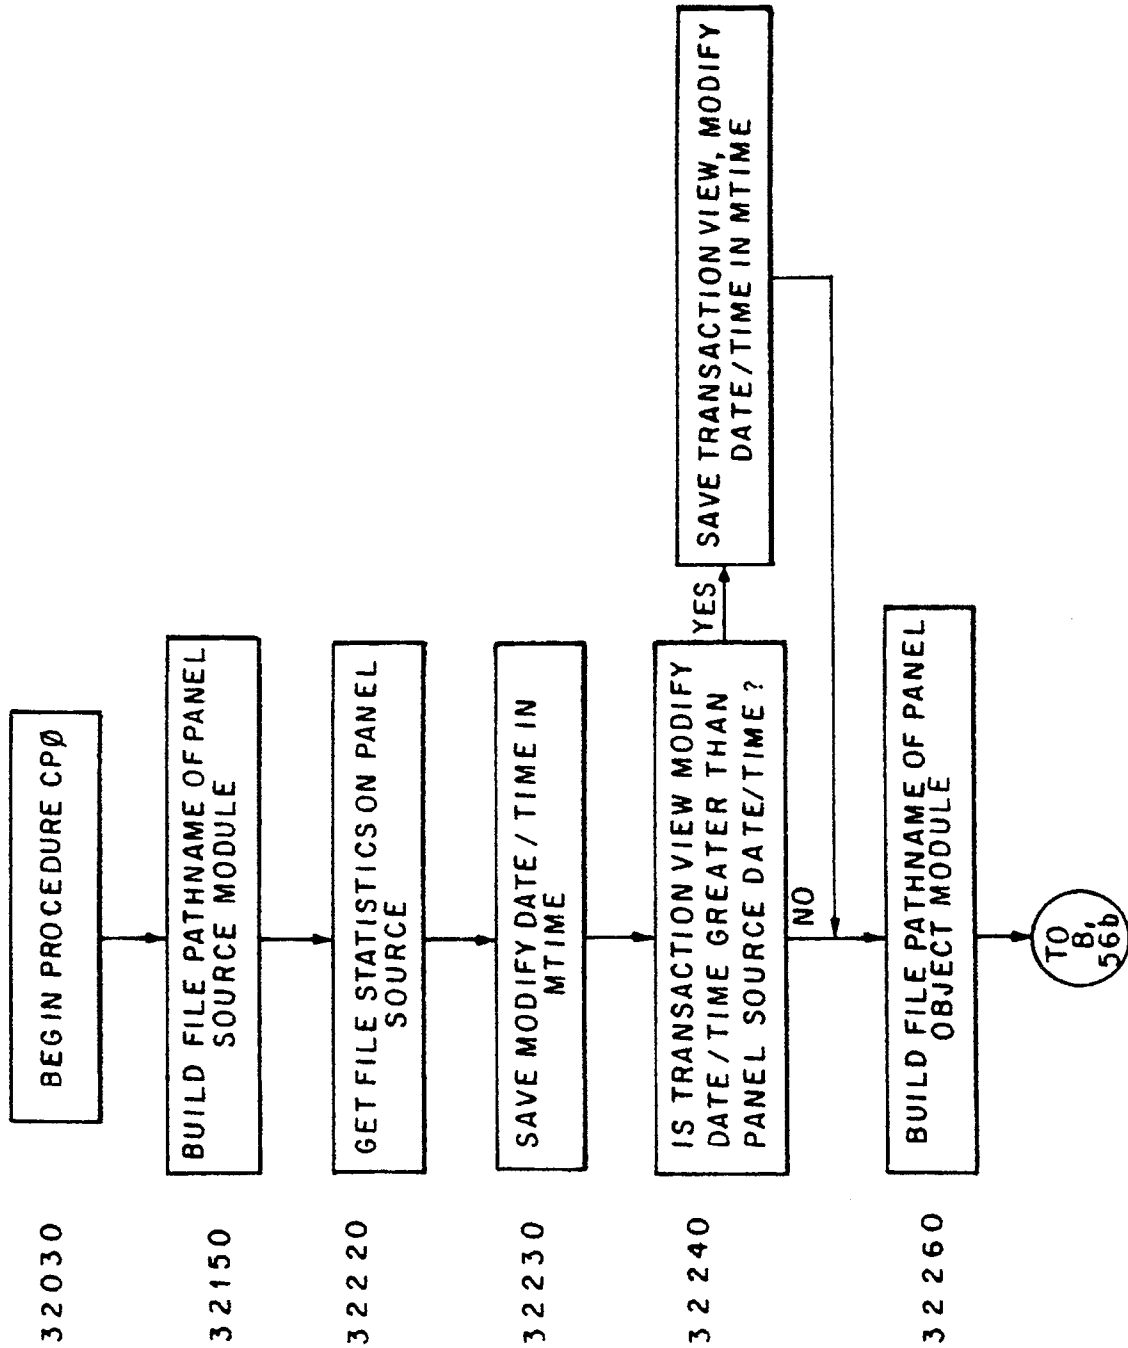 32030
BEGIN PROCEDURE CPØ
32150
BUILD FILE PATHNAME OF PANEL
SOURCE MODULE
32220
GET FILE STATISTICS ON PANEL
SOURCE
32230
SAVE MODIFY DATE/TIME IN
MTIME
32240
IS TRANSACTION VIEW MODIFY
DATE/TIME GREATER THAN
PANEL SOURCE DATE/TIME?
YES
SAVE TRANSACTION VIEW, MODIFY
DATE/TIME IN MTIME
NO
32260
BUILD FILE PATHNAME OF PANEL
OBJECT MODULE
TO
B,
56b